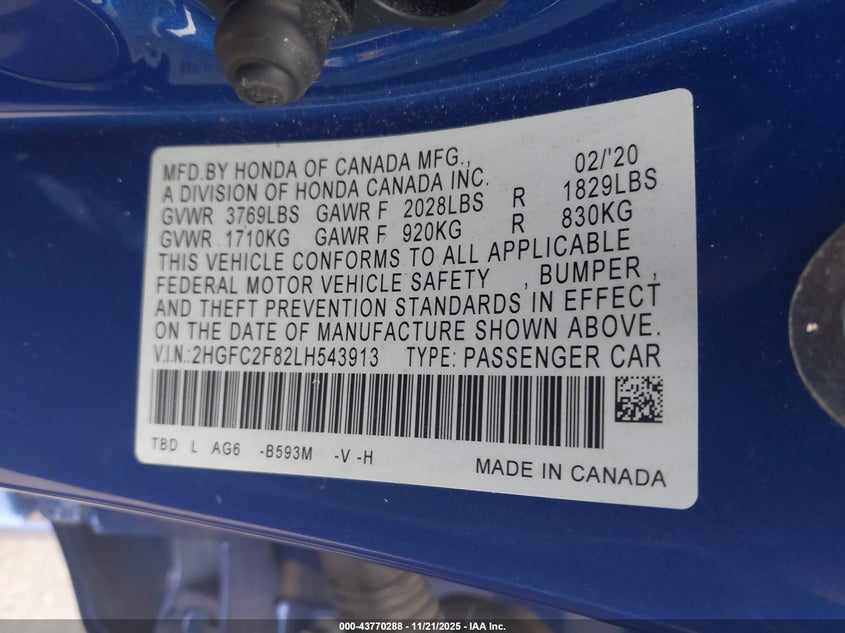 MFD.BY HONDA OF CANADA MFG., 02/'20
A DIVISION OF HONDA CANADA INC.
GVWR 3769LBS GAWR F 2028LBS R 1829LBS
GVWR 1710KG GAWR F 920KG R 830KG
THIS VEHICLE CONFORMS TO ALL APPLICABLE
FEDERAL MOTOR VEHICLE SAFETY , BUMPER ,
AND THEFT PREVENTION STANDARDS IN EFFECT
ON THE DATE OF MANUFACTURE SHOWN ABOVE.
V.I.N.:2HGFC2F82LH543913 TYPE: PASSENGER CAR
TBD L AG6 -B593M -V -H
MADE IN CANADA
000-43770288 - 11/21/2025 - IAA Inc.